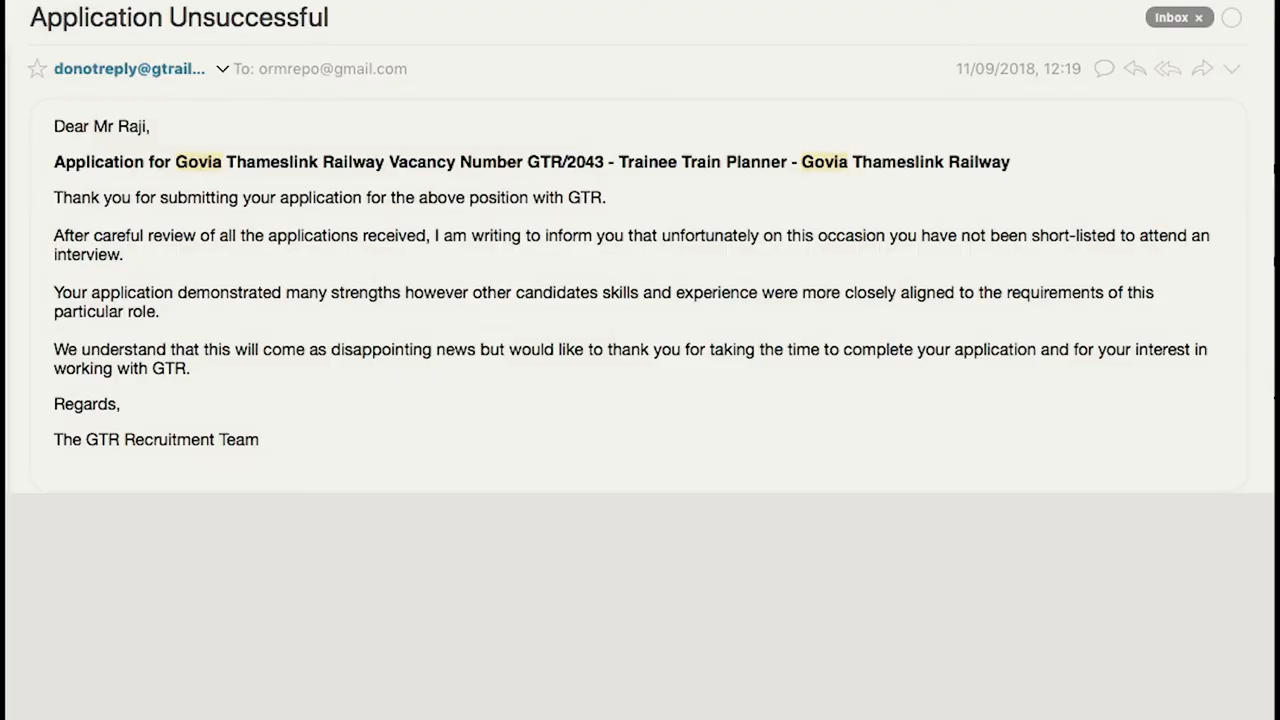 Application Unsuccessful
Inbox ×
donotreply@gtrail... To: ormrepo@gmail.com
11/09/2018, 12:19
Dear Mr Raji,
Application for Govia Thameslink Railway Vacancy Number GTR/2043 - Trainee Train Planner - Govia Thameslink Railway
Thank you for submitting your application for the above position with GTR.
After careful review of all the applications received, I am writing to inform you that unfortunately on this occasion you have not been short-listed to attend an
interview.
Your application demonstrated many strengths however other candidates skills and experience were more closely aligned to the requirements of this
particular role.
We understand that this will come as disappointing news but would like to thank you for taking the time to complete your application and for your interest in
working with GTR.
Regards,
The GTR Recruitment Team